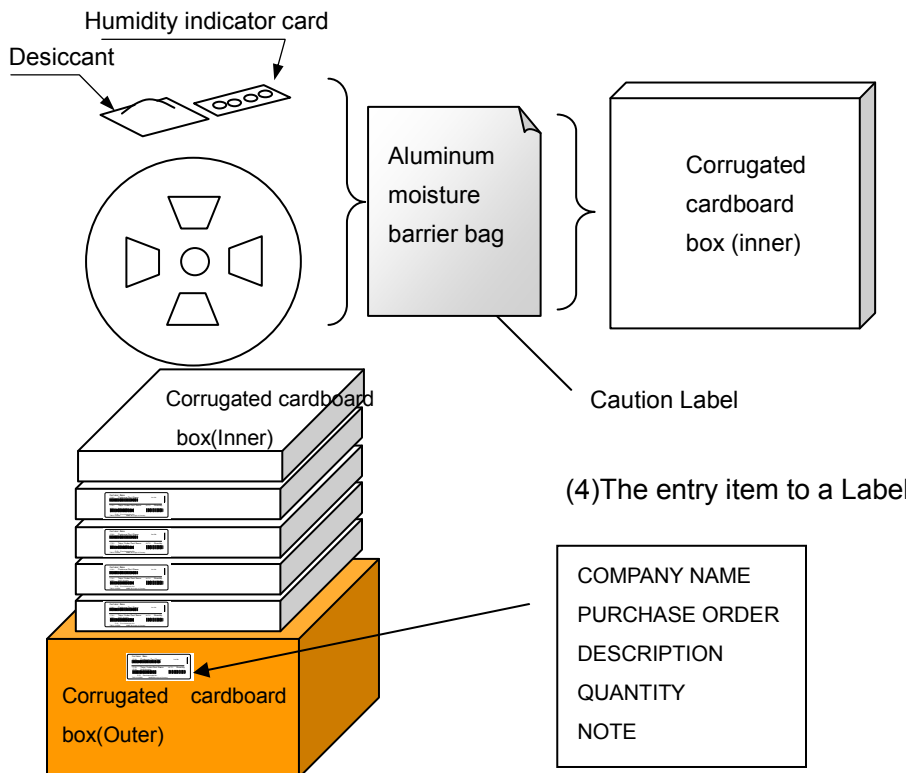 Humidity indicator card
Desiccant
Aluminum
moisture
barrier bag
Corrugated
cardboard
box (inner)
Caution Label
Corrugated cardboard
box(Inner)
(4)The entry item to a Label
COMPANY NAME
PURCHASE ORDER
DESCRIPTION
QUANTITY
NOTE
Corrugated cardboard
box(Outer)